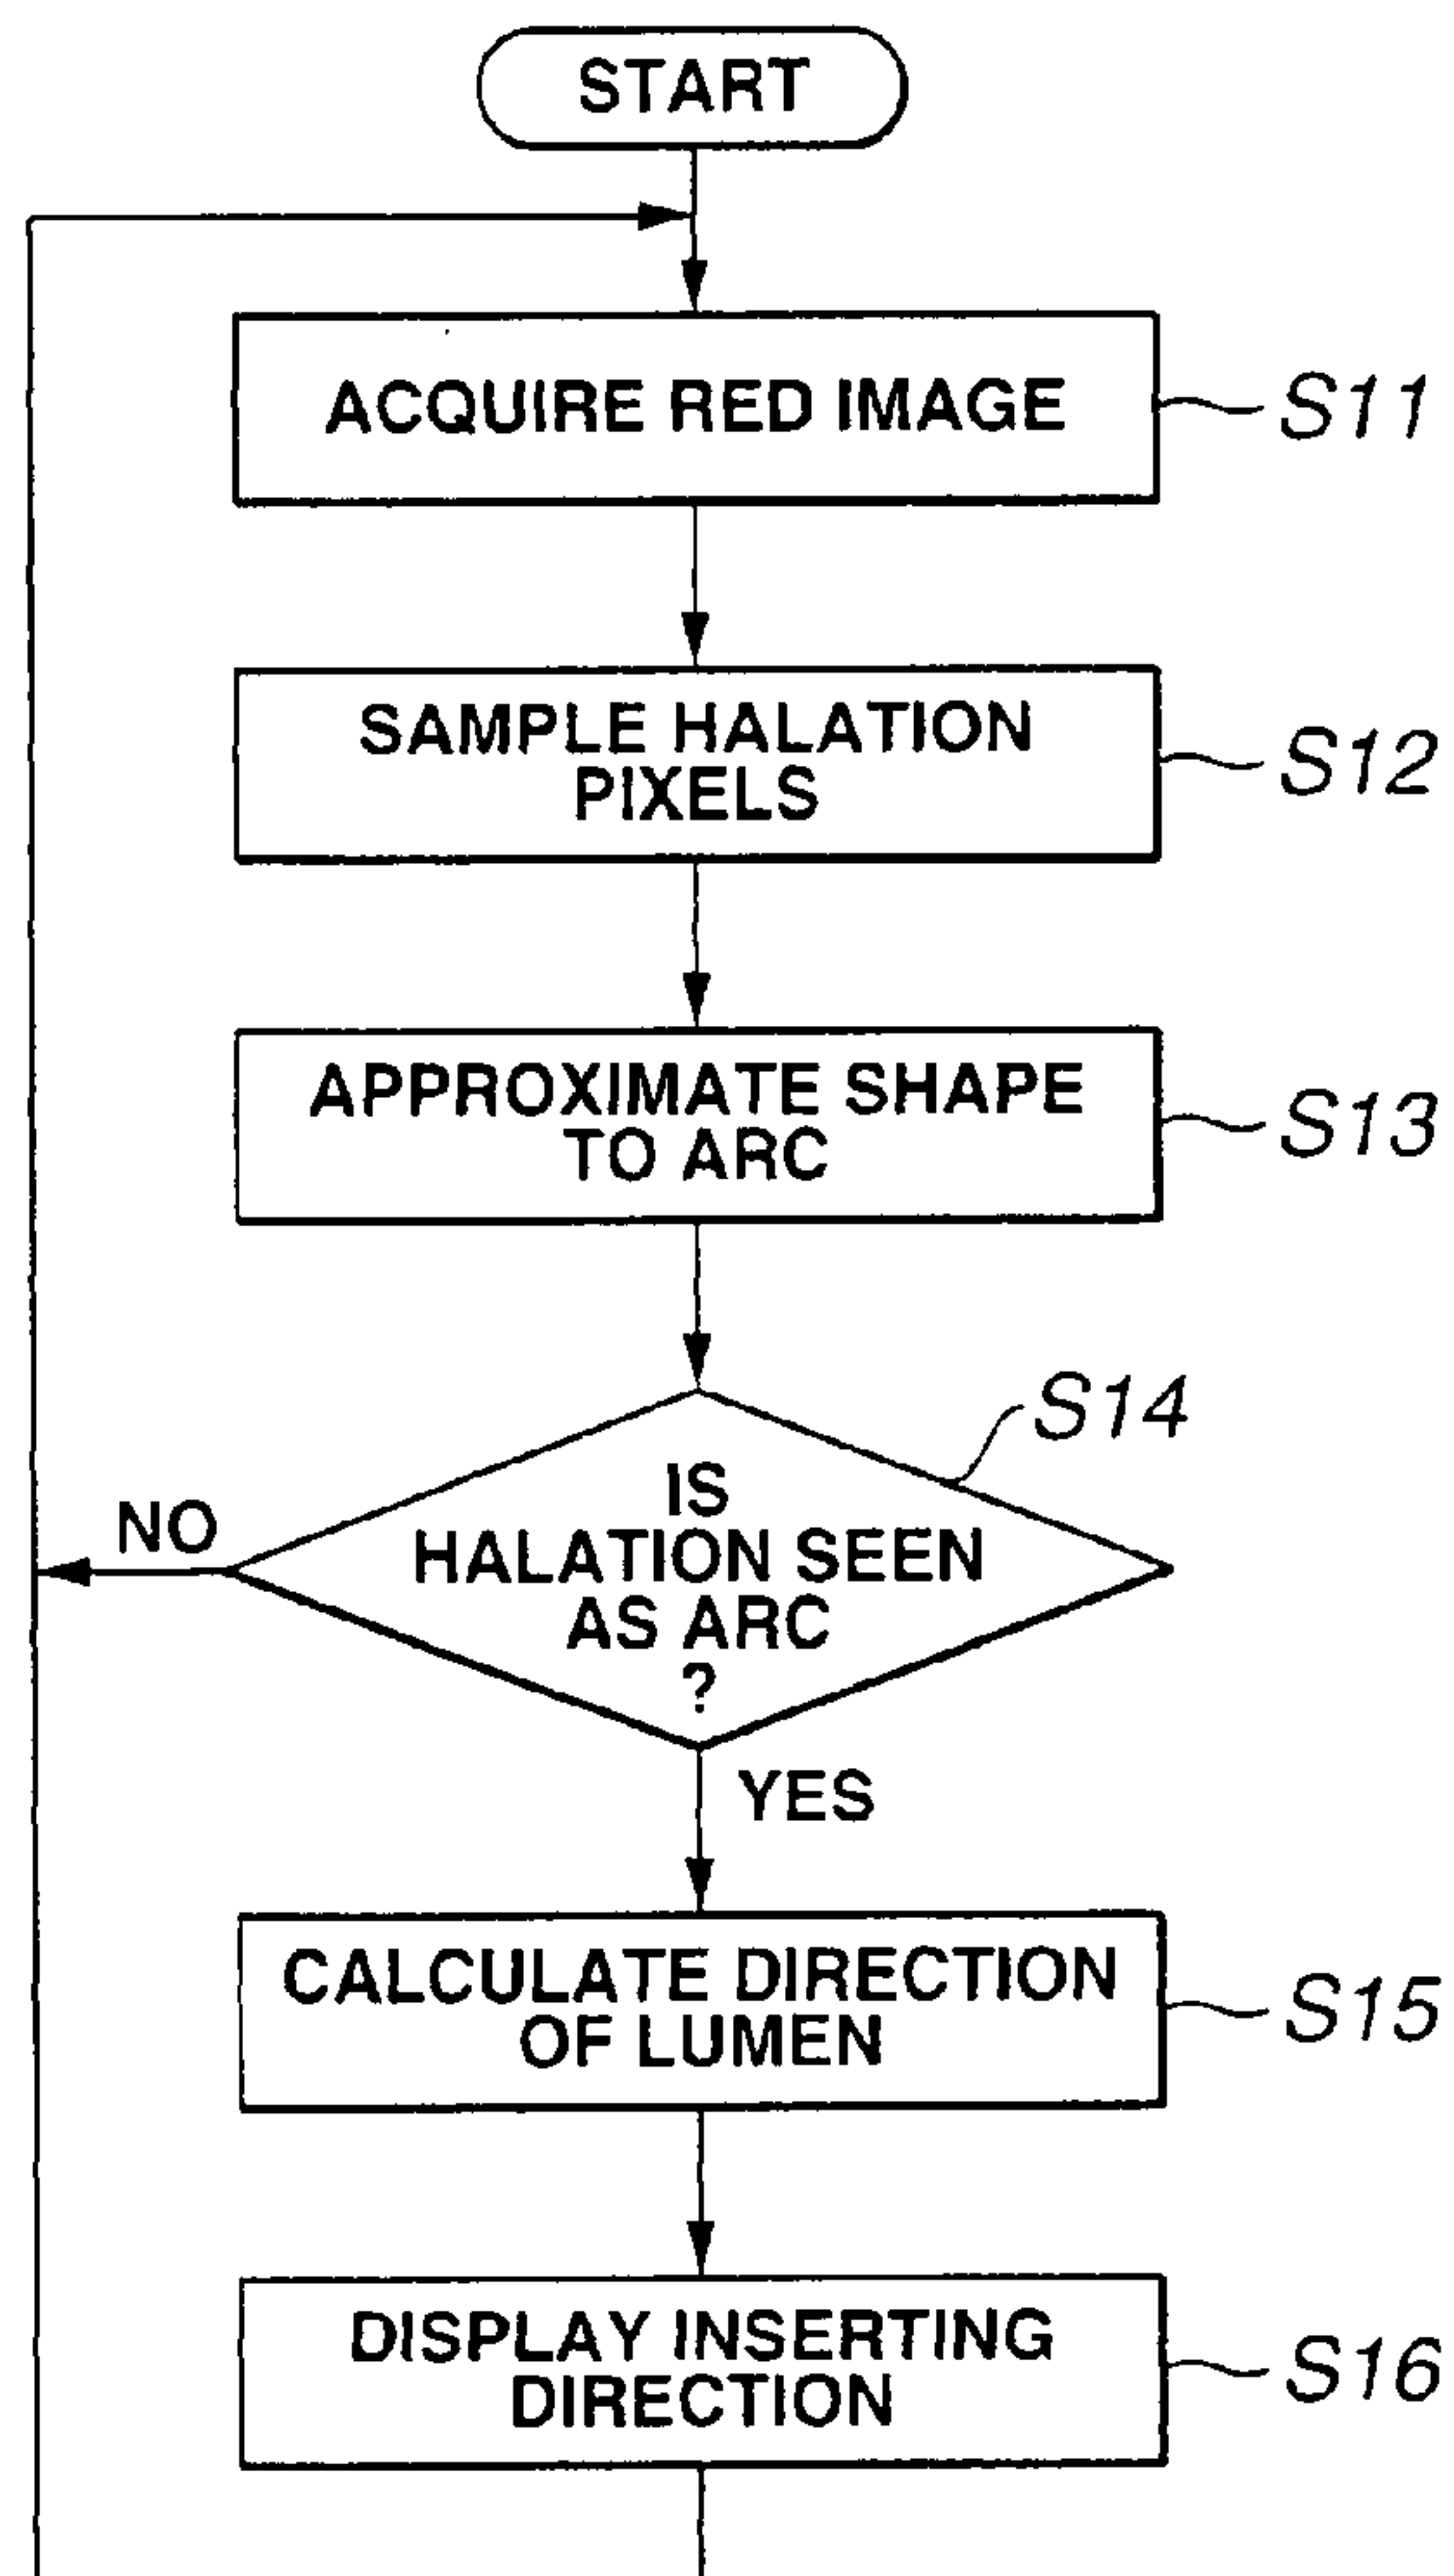 START
ACQUIRE RED IMAGE
S11
SAMPLE HALATION
PIXELS
S12
APPROXIMATE SHAPE
TO ARC
S13
S14
IS
HALATION SEEN
AS ARC
?
NO
YES
CALCULATE DIRECTION
OF LUMEN
S15
DISPLAY INSERTING
DIRECTION
S16